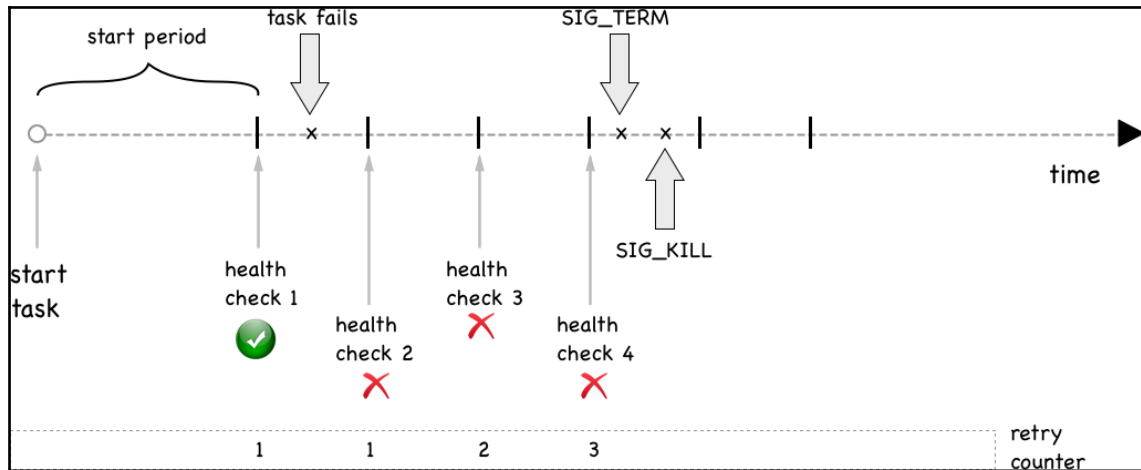 task fails
SIG_TERM
start period
time
SIG_KILL
start
task
health
check 1
health
check 2
health
check 3
health
check 4
1 1 2 3
retry
counter